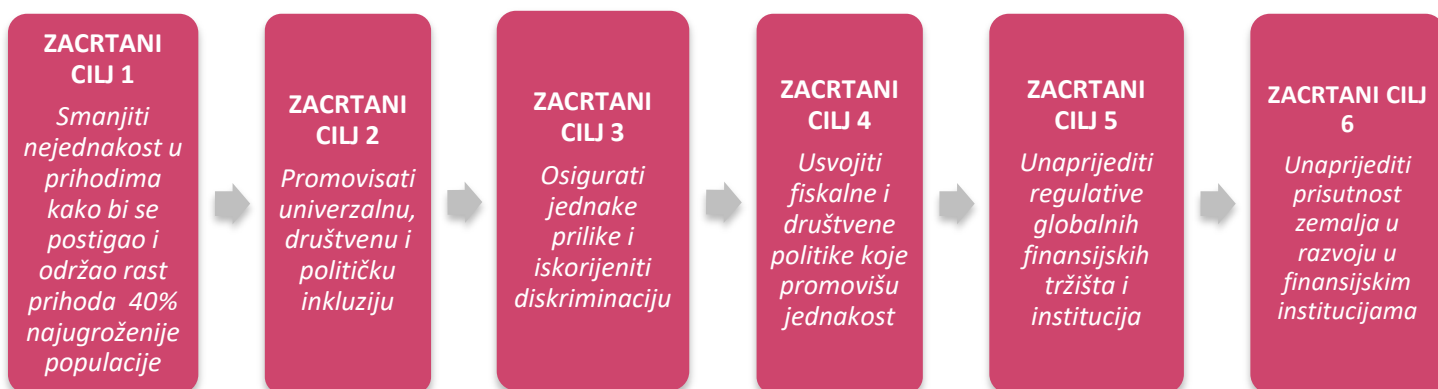 ZACRTANI
CILJ 1
Smanjiti
nejednakost u
prihodima
kako bi se
postigao i
održao rast
prihoda 40%
najugroženije
populacije
ZACRTANI
CILJ 2
Promovisati
univerzalnu,
društvenu i
političku
inkluziju
ZACRTANI
CILJ 3
Osigurati
jednake
prilike i
iskorijeniti
diskriminaciju
ZACRTANI
CILJ 4
Usvojiti
fiskalne i
društvene
politike koje
promovišu
jednakost
ZACRTANI
CILJ 5
Unaprijediti
regulative
globalnih
finansijskih
tržišta i
institucija
ZACRTANI CILJ
6
Unaprijediti
prisutnost
zemalja u
razvoju u
finansijskim
institucijama